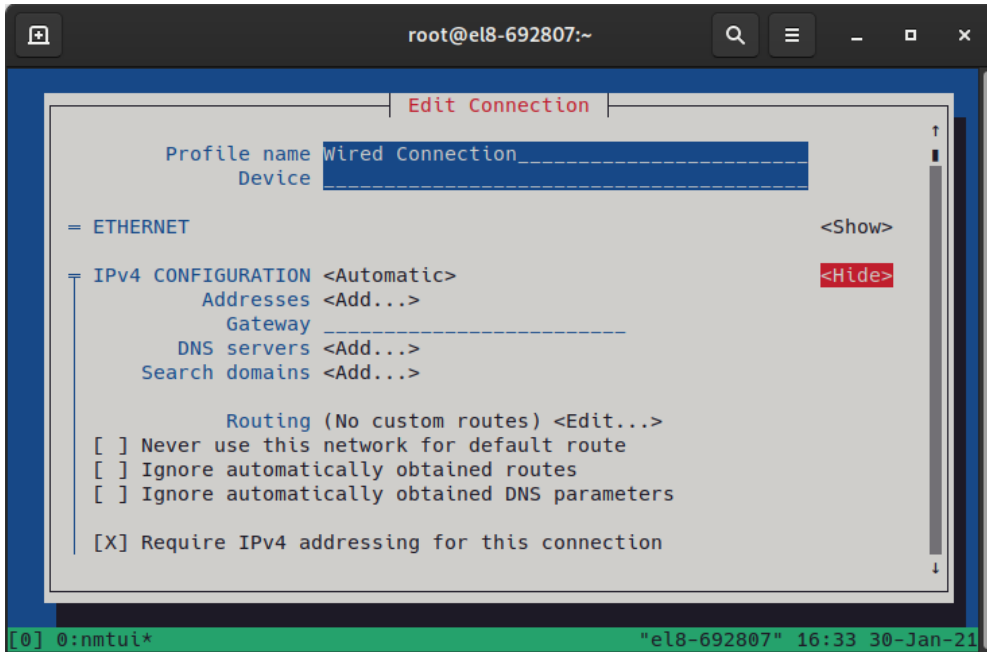 root@el8-692807:~
Edit Connection
Profile name Wired Connection________________________
Device ________________________________________
= ETHERNET <Show>
IPv4 CONFIGURATION <Automatic> <Hide>
Addresses <Add...>
Gateway _________________________
DNS servers <Add...>
Search domains <Add...>
Routing (No custom routes) <Edit...>
[ ] Never use this network for default route
[ ] Ignore automatically obtained routes
[ ] Ignore automatically obtained DNS parameters
[X] Require IPv4 addressing for this connection
[0] 0:nmtui* "el8-692807" 16:33 30-Jan-21